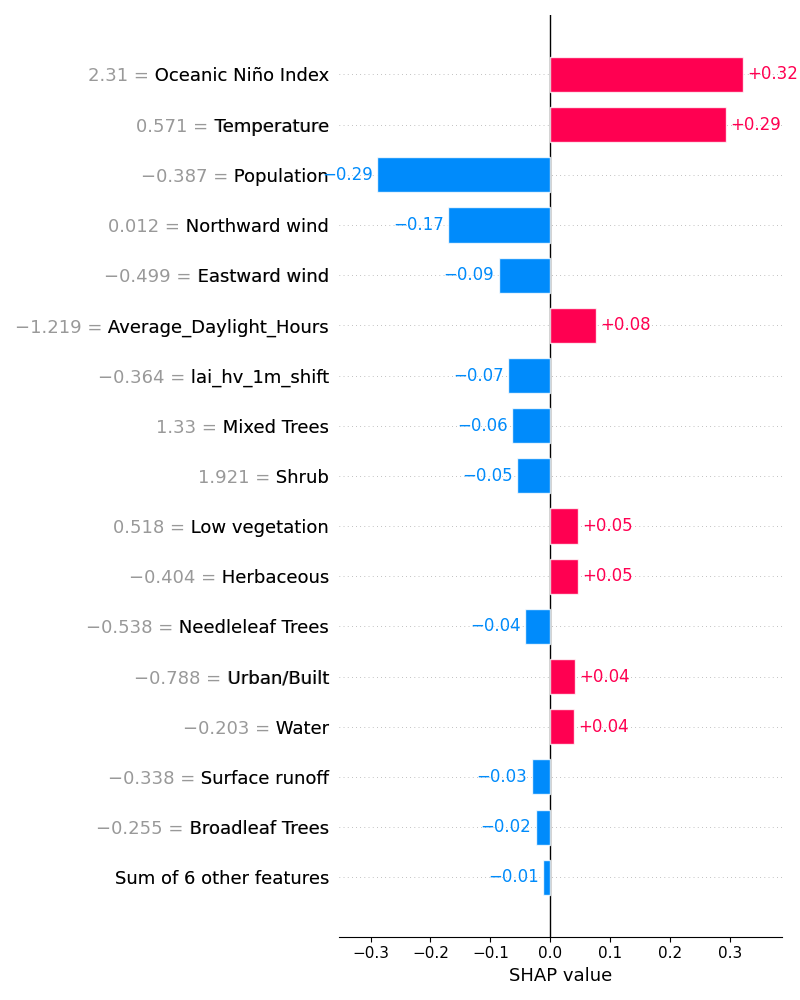 2.31 = Oceanic Niño Index +0.32
0.571 = Temperature +0.29
−0.387 = Population −0.29
0.012 = Northward wind −0.17
−0.499 = Eastward wind −0.09
−1.219 = Average_Daylight_Hours +0.08
−0.364 = lai_hv_1m_shift −0.07
1.33 = Mixed Trees −0.06
1.921 = Shrub −0.05
0.518 = Low vegetation +0.05
−0.404 = Herbaceous +0.05
−0.538 = Needleleaf Trees −0.04
−0.788 = Urban/Built +0.04
−0.203 = Water +0.04
−0.338 = Surface runoff −0.03
−0.255 = Broadleaf Trees −0.02
Sum of 6 other features −0.01
−0.3 −0.2 −0.1 0.0 0.1 0.2 0.3
SHAP value